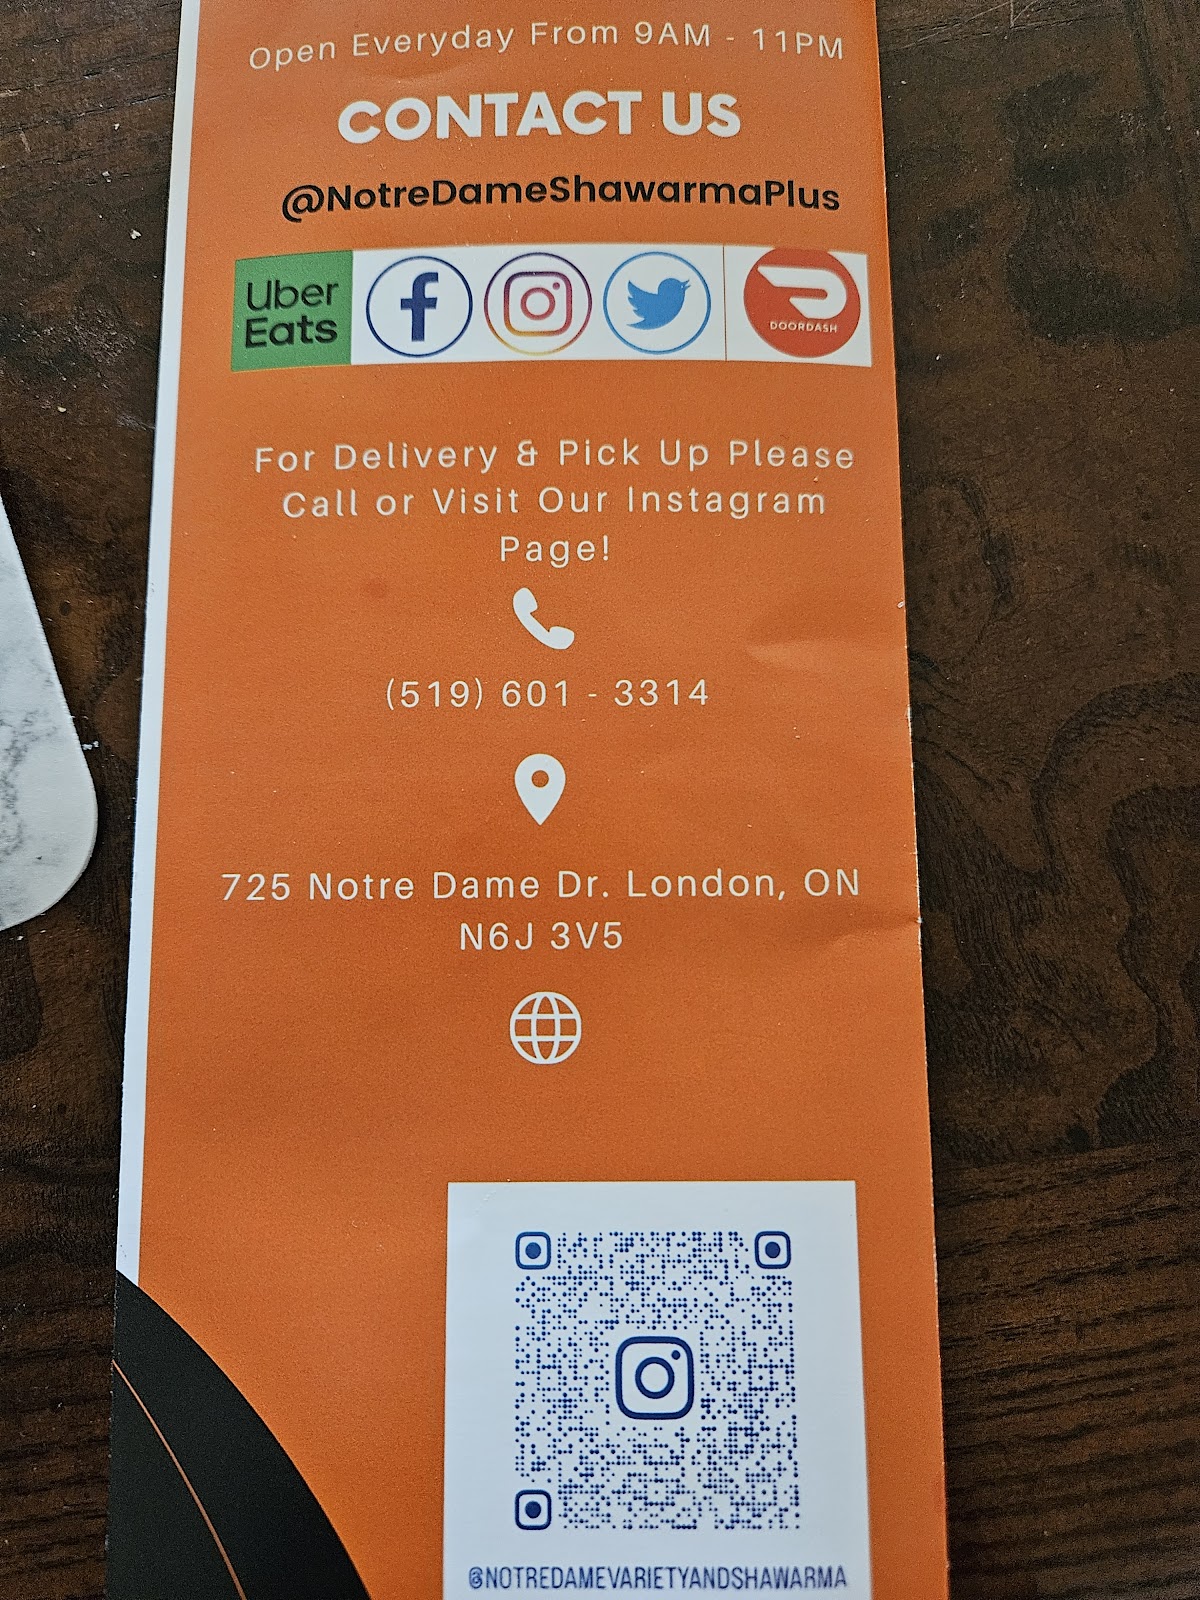 Open Everyday From 9AM - 11PM
CONTACT US
@NotreDameShawarmaPlus
Uber
Eats
DOORDASH
For Delivery & Pick Up Please
Call or Visit Our Instagram
Page!
(519) 601 - 3314
725 Notre Dame Dr. London, ON
N6J 3V5
@NOTREDAMEVARIETYANDSHAWARMA